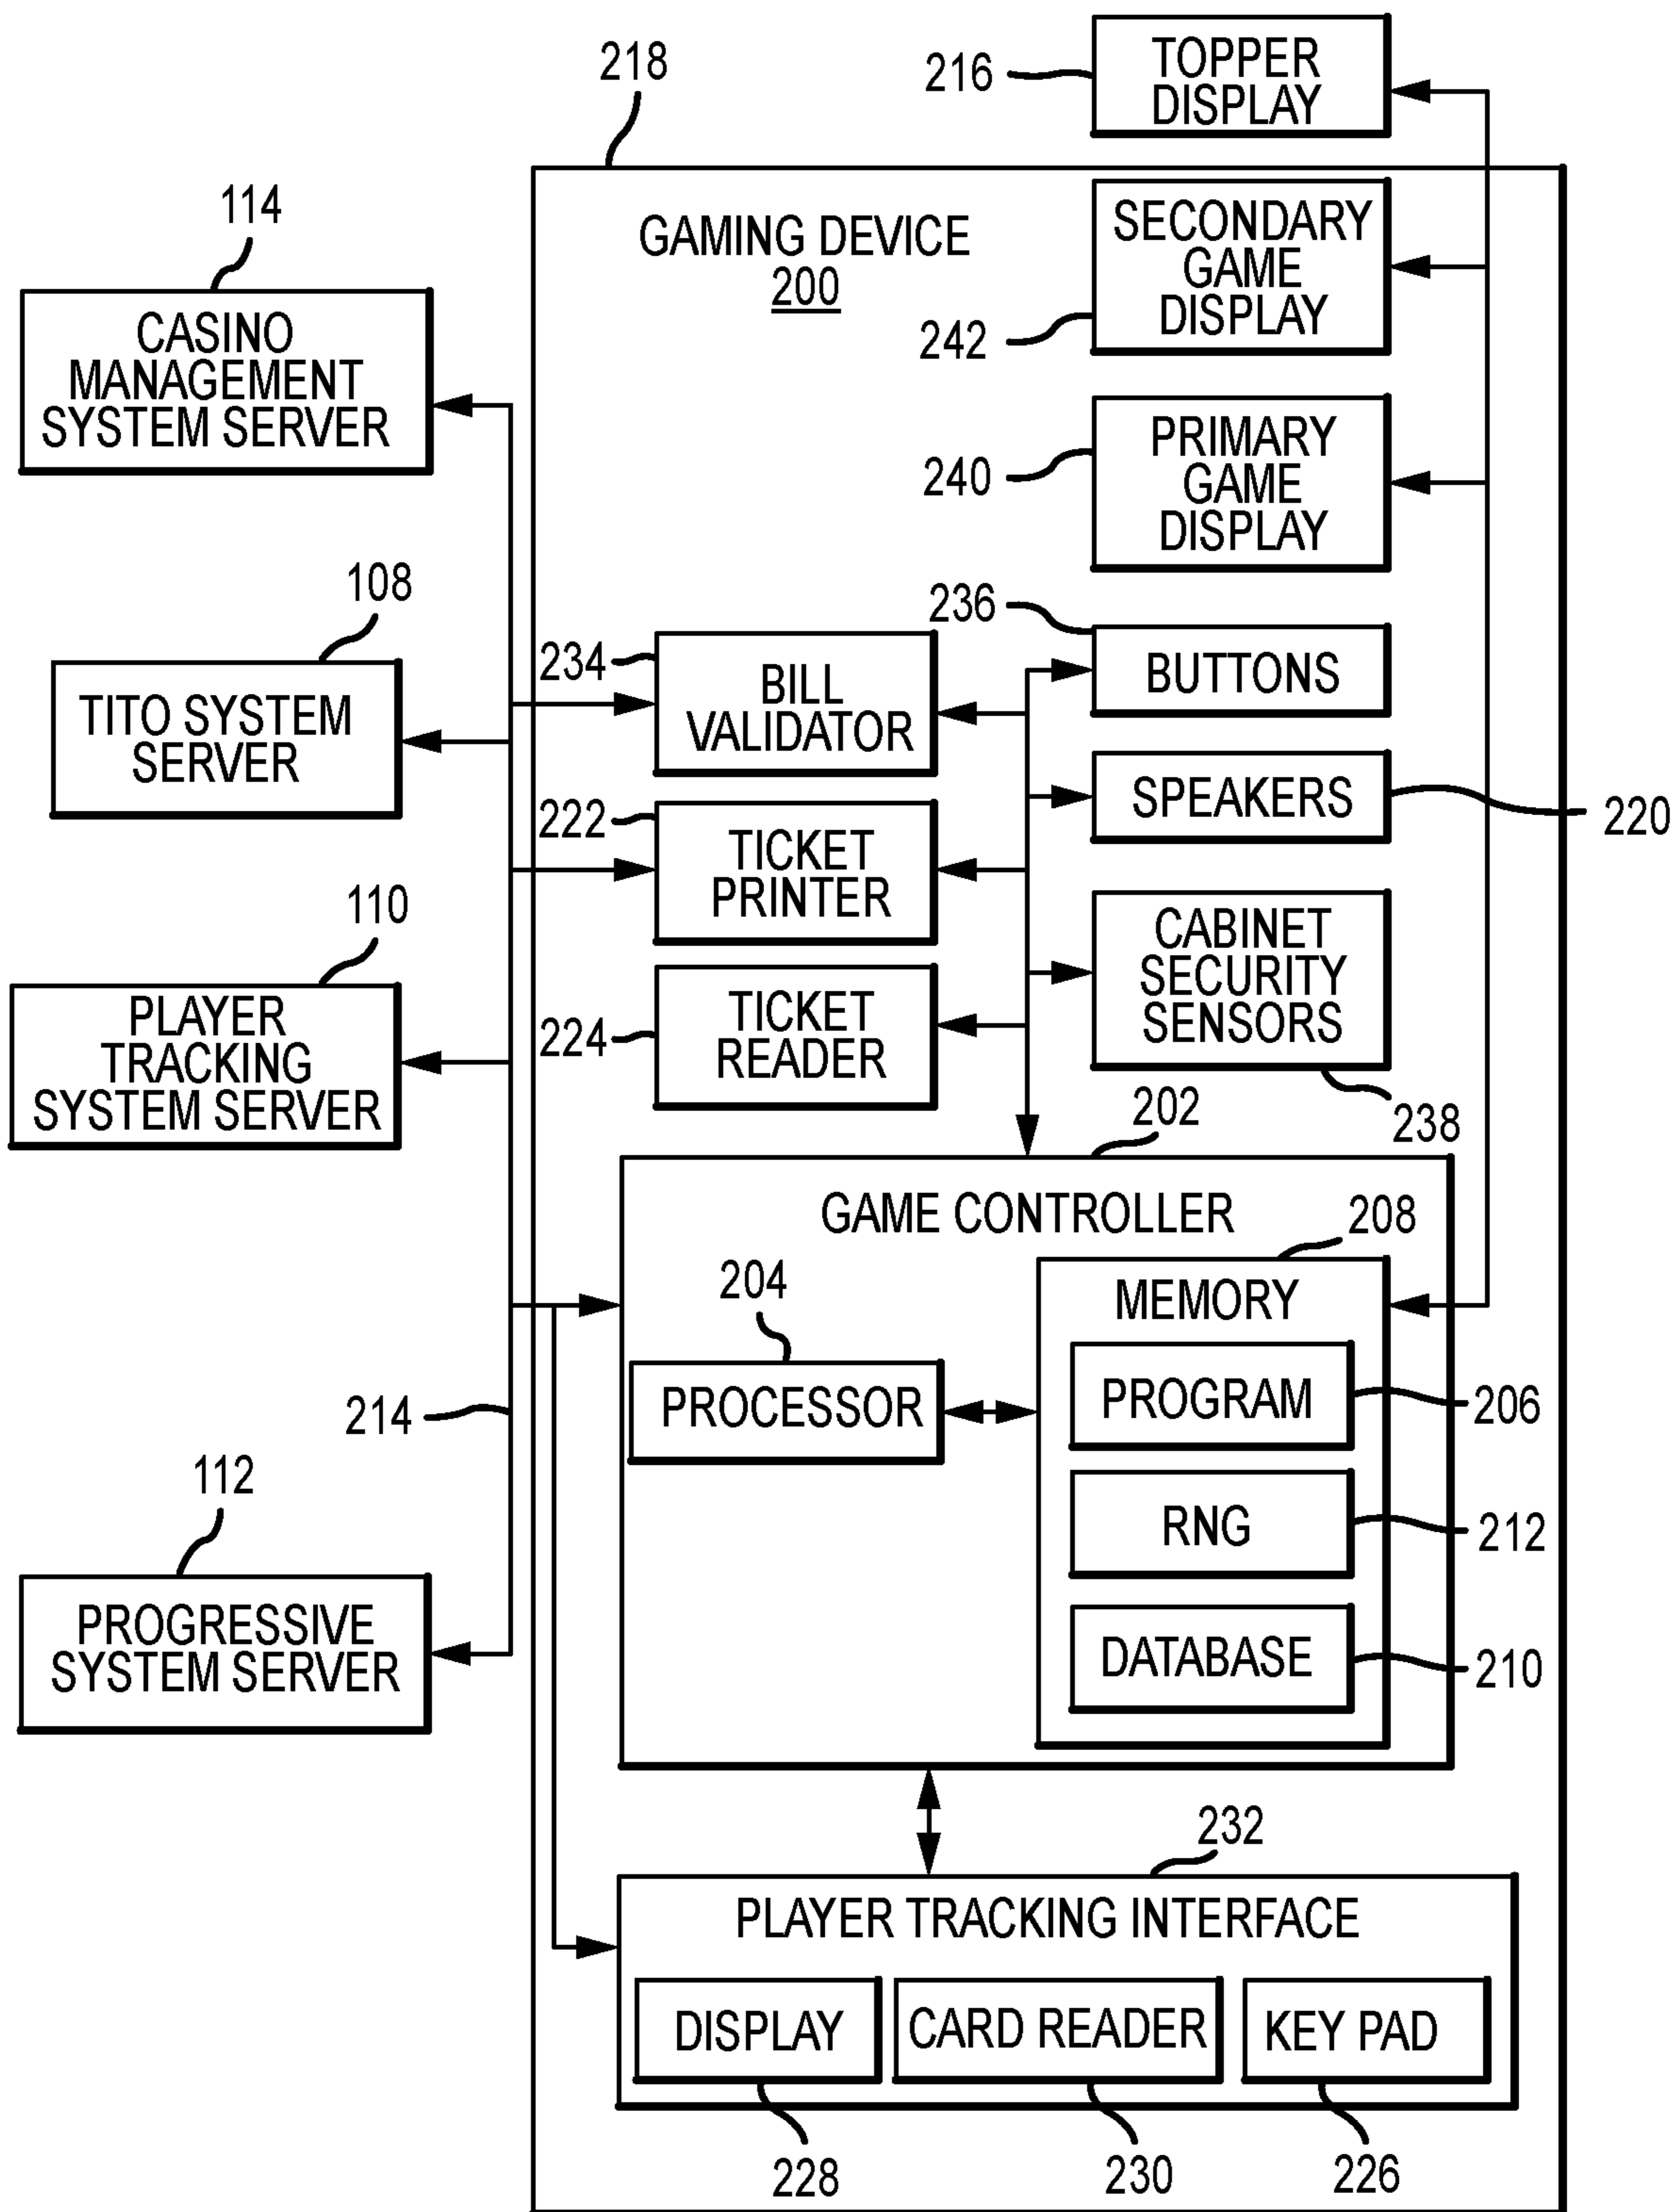 216
TOPPER
DISPLAY
218
114
GAMING DEVICE
200
SECONDARY
GAME
DISPLAY
242
CASINO
MANAGEMENT
SYSTEM SERVER
240
PRIMARY
GAME
DISPLAY
108
236
234
BILL
VALIDATOR
BUTTONS
TITO SYSTEM
SERVER
222
TICKET
PRINTER
SPEAKERS
220
110
224
TICKET
READER
CABINET
SECURITY
SENSORS
238
PLAYER
TRACKING
SYSTEM SERVER
202
GAME CONTROLLER
208
204
MEMORY
PROCESSOR
PROGRAM
206
214
112
RNG
212
PROGRESSIVE
SYSTEM SERVER
DATABASE
210
232
PLAYER TRACKING INTERFACE
DISPLAY
CARD READER
KEY PAD
228
230
226